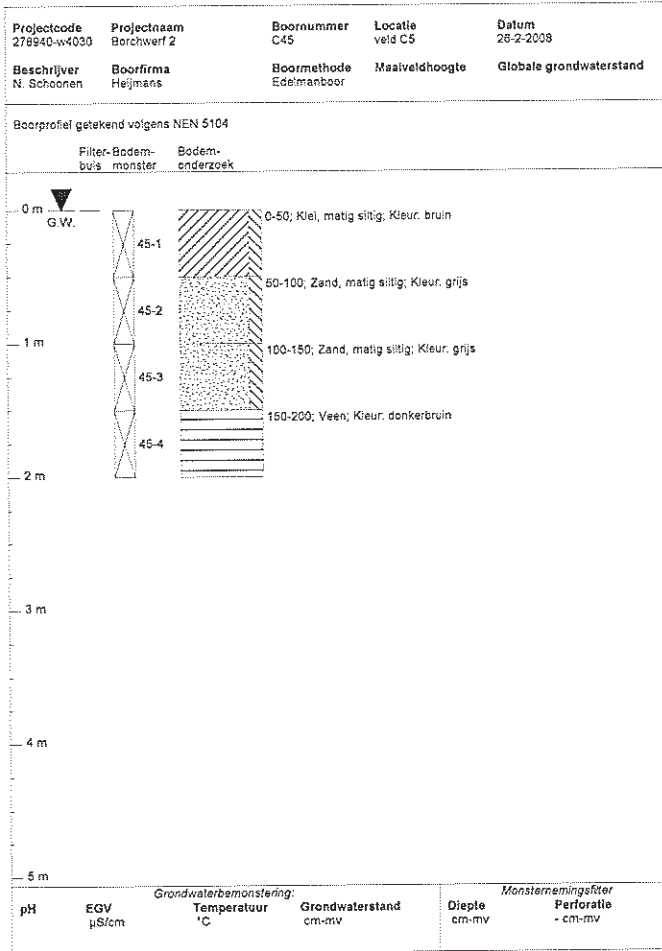 Projectcode Projectnaam Boornummer Locatie Datum
278940-w4030 Borchwerf 2 C45 veld C5 26-2-2008
Beschrijver Boorfirma Boormethode Maaiveldhoogte Globale grondwaterstand
N. Schoonen Heijmans Edelmanboor
Boorprofiel getekend volgens NEN 5104
Filter- Bodem- Bodem-
buis monster onderzoek
0 m
G.W.
0-50; Klei, matig siltig; Kleur. bruin
45-1
50-100; Zand, matig siltig; Kleur. grijs
45-2
1 m
100-150; Zand, matig siltig; Kleur. grijs
45-3
150-200; Veen; Kleur. donkerbruin
45-4
2 m
3 m
4 m
5 m
Grondwaterbemonstering: Monsternemingsfilter
pH EGV Temperatuur Grondwaterstand Diepte Perforatie
µS/cm °C cm-mv cm-mv - cm-mv